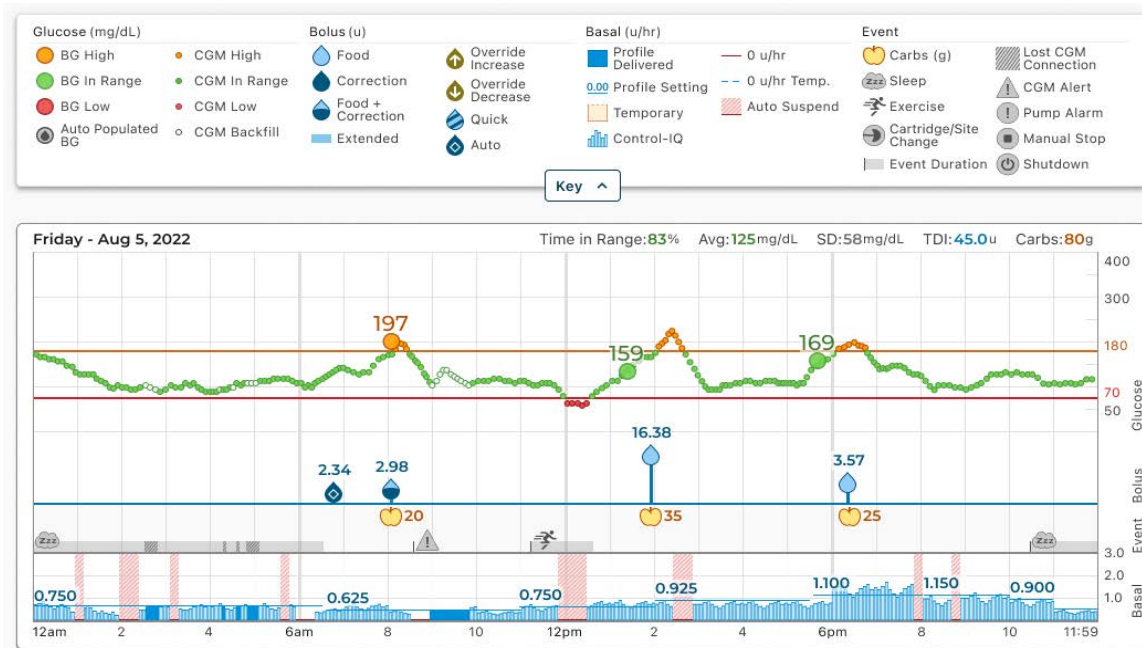 Glucose (mg/dL)
BG High
BG In Range
BG Low
Auto Populated
BG
CGM High
CGM In Range
CGM Low
CGM Backfill
Bolus (u)
Food
Correction
Food +
Correction
Extended
Override
Increase
Override
Decrease
Quick
Auto
Basal (u/hr)
Profile
Delivered
0.00 Profile Setting
Temporary
Control-IQ
0 u/hr
0 u/hr Temp.
Auto Suspend
Event
Carbs (g)
Zzz Sleep
Exercise
Cartridge/Site
Change
Event Duration
Lost CGM
Connection
! CGM Alert
! Pump Alarm
Manual Stop
Shutdown
Key
Friday - Aug 5, 2022 Time in Range:83% Avg:125mg/dL SD:58mg/dL TDI:45.0u Carbs:80g
400
300
197
159
169
180
70
50
Glucose
2.34
2.98
16.38
3.57
Bolus
20
35
25
Zzz
!
Zzz
Event
3.0
2.0
1.0
Basal
0.750
0.625
0.750
0.925
1.100
1.150
0.900
12am 2 4 6am 8 10 12pm 2 4 6pm 8 10 11:59